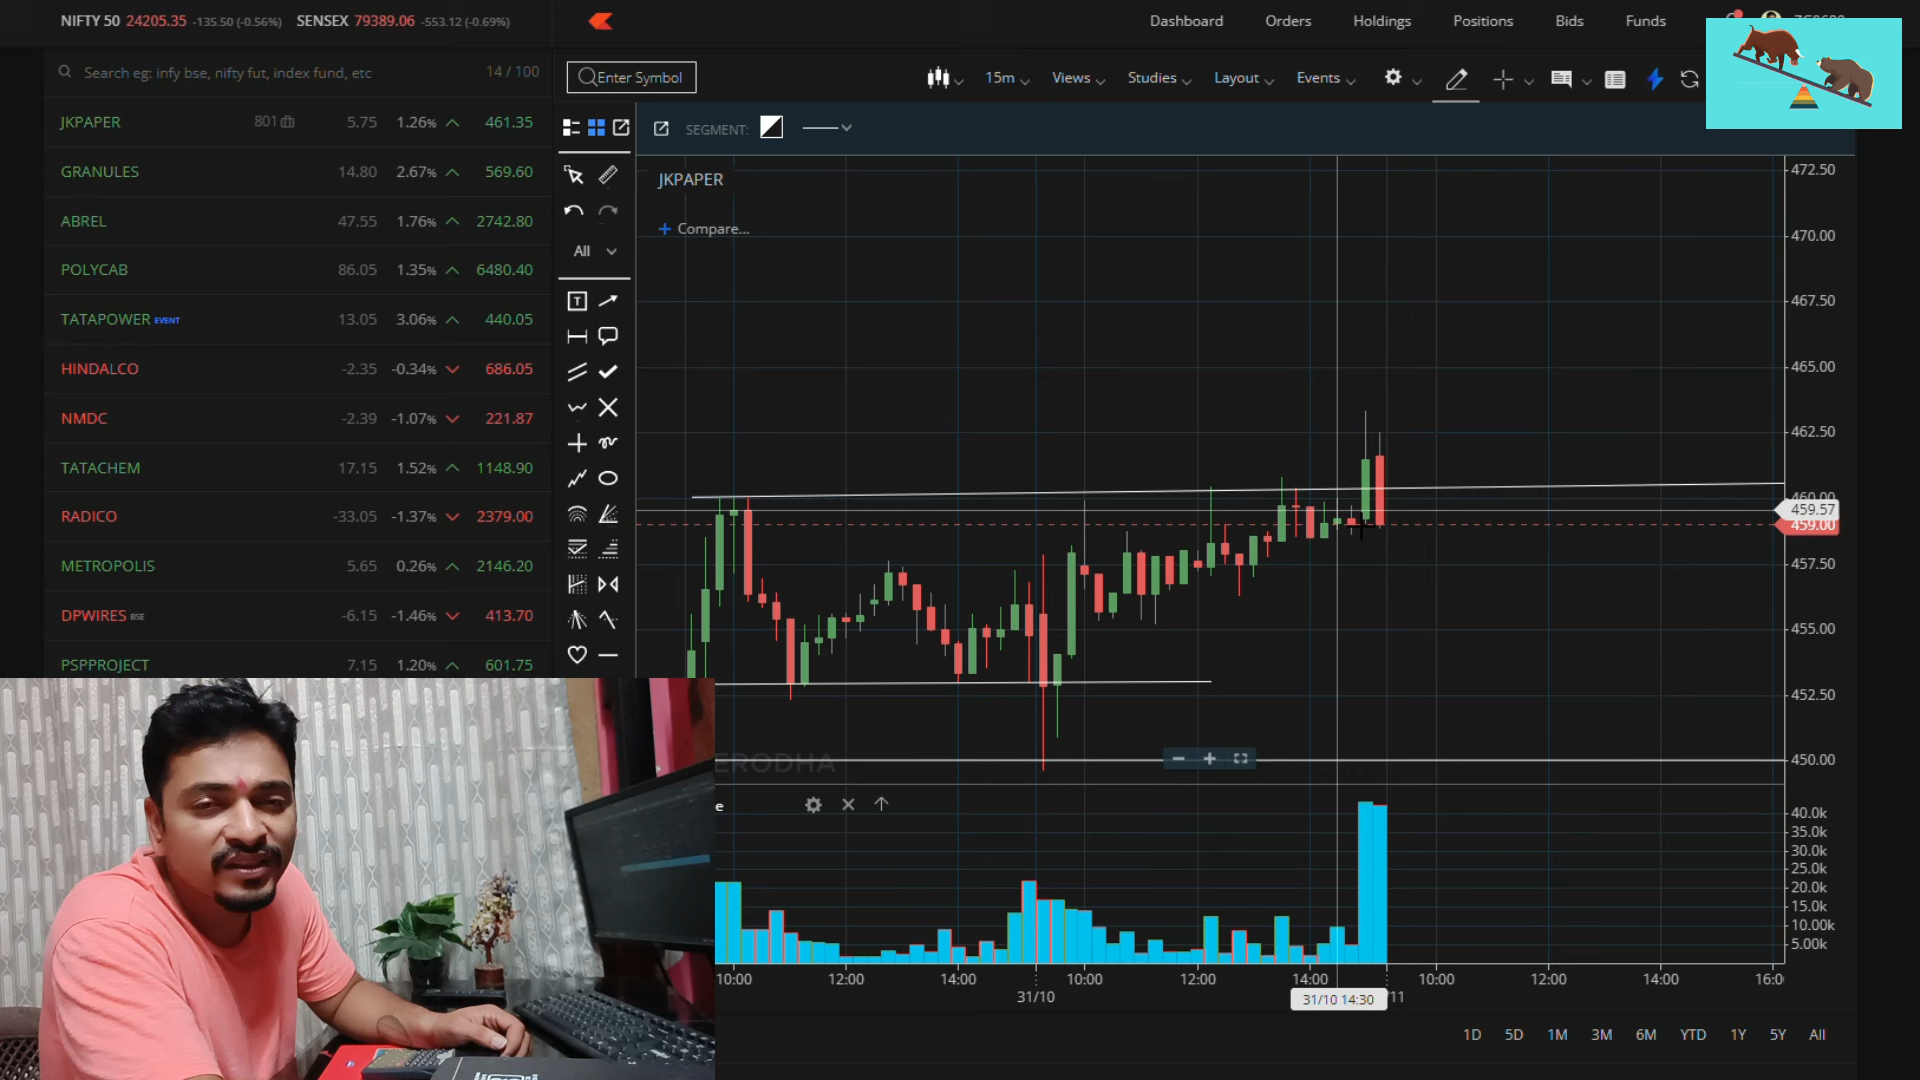 NIFTY 50 24205.35 -135.50 (-0.56%) SENSEX 79389.06 -553.12 (-0.69%)
Dashboard Orders Holdings Positions Bids Funds
Search eg: infy bse, nifty fut, index fund, etc 14 / 100
Enter Symbol 15m Views Studies Layout Events
SEGMENT:
JKPAPER
Compare...
All
JKPAPER 801 5.75 1.26% 461.35
GRANULES 14.80 2.67% 569.60
ABREL 47.55 1.76% 2742.80
POLYCAB 86.05 1.35% 6480.40
TATAPOWER EVENT 13.05 3.06% 440.05
HINDALCO -2.35 -0.34% 686.05
NMDC -2.39 -1.07% 221.87
TATACHEM 17.15 1.52% 1148.90
RADICO -33.05 -1.37% 2379.00
METROPOLIS 5.65 0.26% 2146.20
DPWIRES BSE -6.15 -1.46% 413.70
PSPPROJECT 7.15 1.20% 601.75
T
472.50
470.00
467.50
465.00
462.50
460.00
459.57
459.00
457.50
455.00
452.50
450.00
ERODHA
e
40.0k
35.0k
30.0k
25.0k
20.0k
15.0k
10.00k
5.00k
10:00 12:00 14:00 10:00 12:00 14:00 10:00 12:00 14:00 16:0
31/10 31/10 14:30 /11
1D 5D 1M 3M 6M YTD 1Y 5Y All